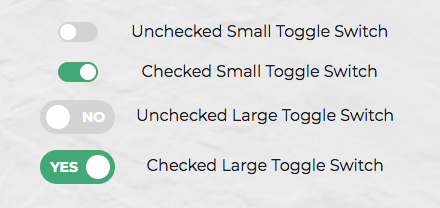 Unchecked Small Toggle Switch
Checked Small Toggle Switch
NO Unchecked Large Toggle Switch
YES Checked Large Toggle Switch